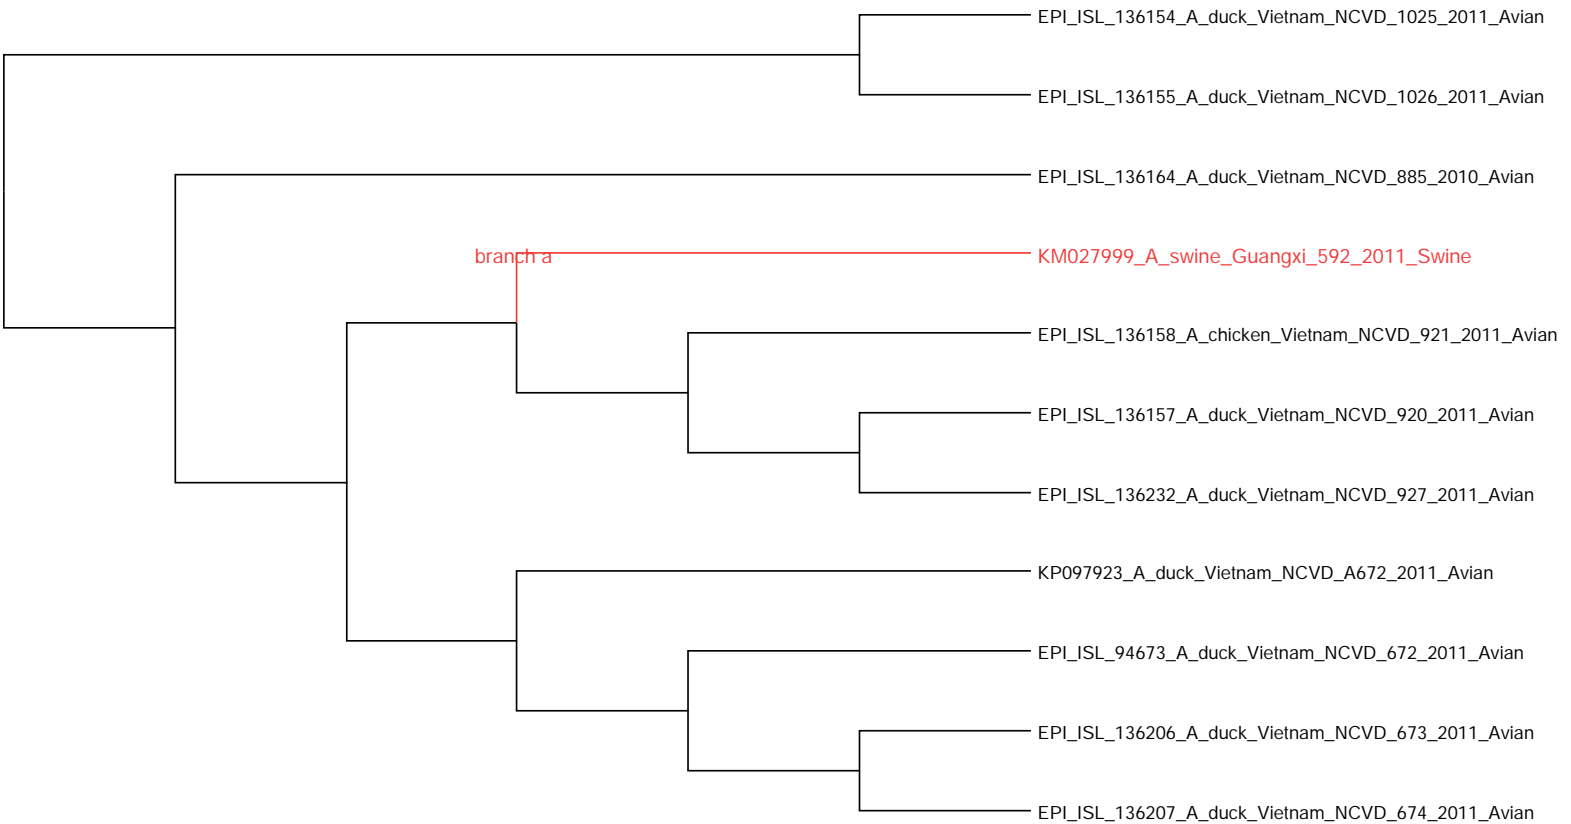 EPI_ISL_136154_A_duck_Vietnam_NCVD_1025_2011_Avian
EPI_ISL_136155_A_duck_Vietnam_NCVD_1026_2011_Avian
EPI_ISL_136164_A_duck_Vietnam_NCVD_885_2010_Avian
branch a
KM027999_A_swine_Guangxi_592_2011_Swine
EPI_ISL_136158_A_chicken_Vietnam_NCVD_921_2011_Avian
EPI_ISL_136157_A_duck_Vietnam_NCVD_920_2011_Avian
EPI_ISL_136232_A_duck_Vietnam_NCVD_927_2011_Avian
KP097923_A_duck_Vietnam_NCVD_A672_2011_Avian
EPI_ISL_94673_A_duck_Vietnam_NCVD_672_2011_Avian
EPI_ISL_136206_A_duck_Vietnam_NCVD_673_2011_Avian
EPI_ISL_136207_A_duck_Vietnam_NCVD_674_2011_Avian